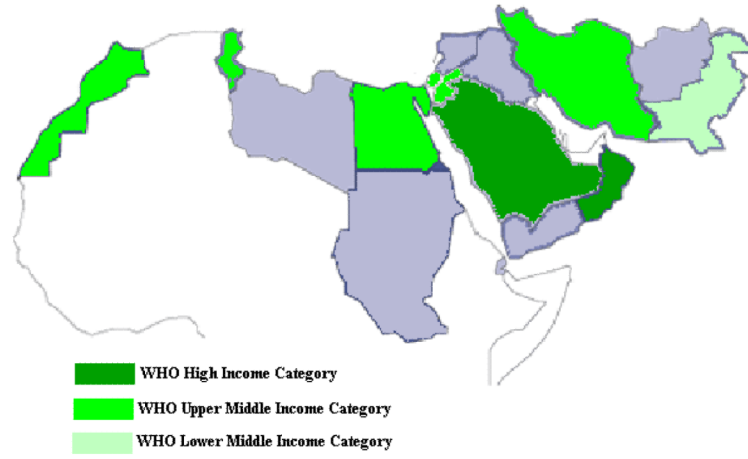 WHO High Income Category
WHO Upper Middle Income Category
WHO Lower Middle Income Category